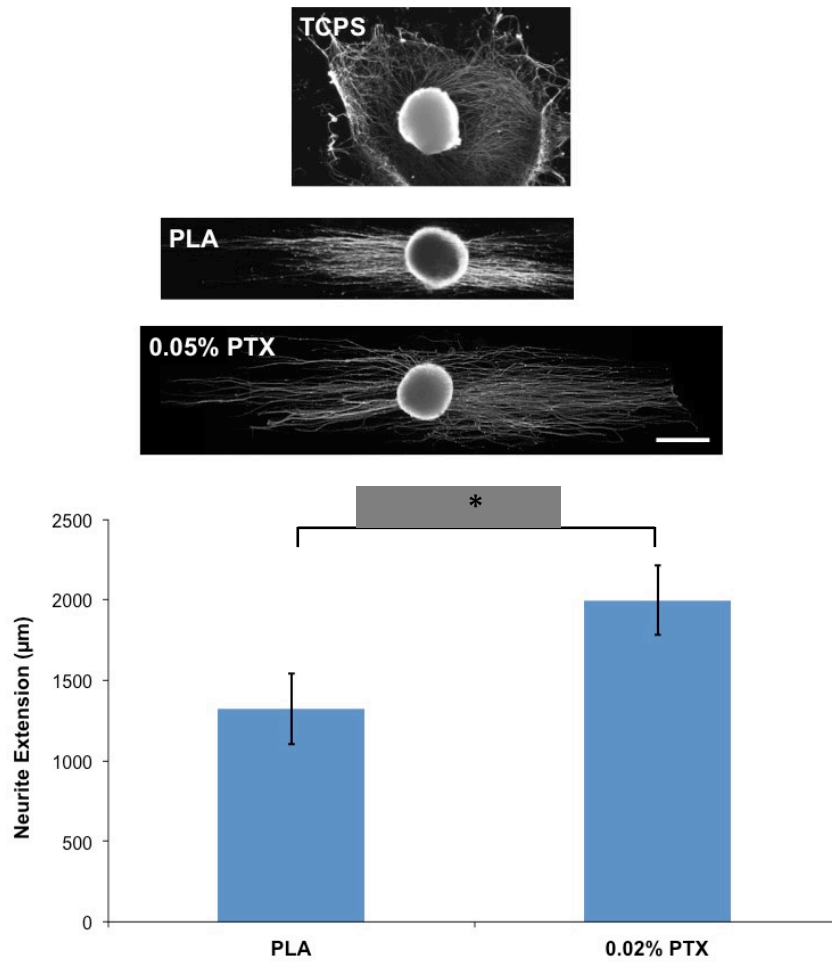 TCPS
PLA
0.05% PTX
*
2500
2000
1500
1000
500
0
Neurite Extension (µm)
PLA
0.02% PTX